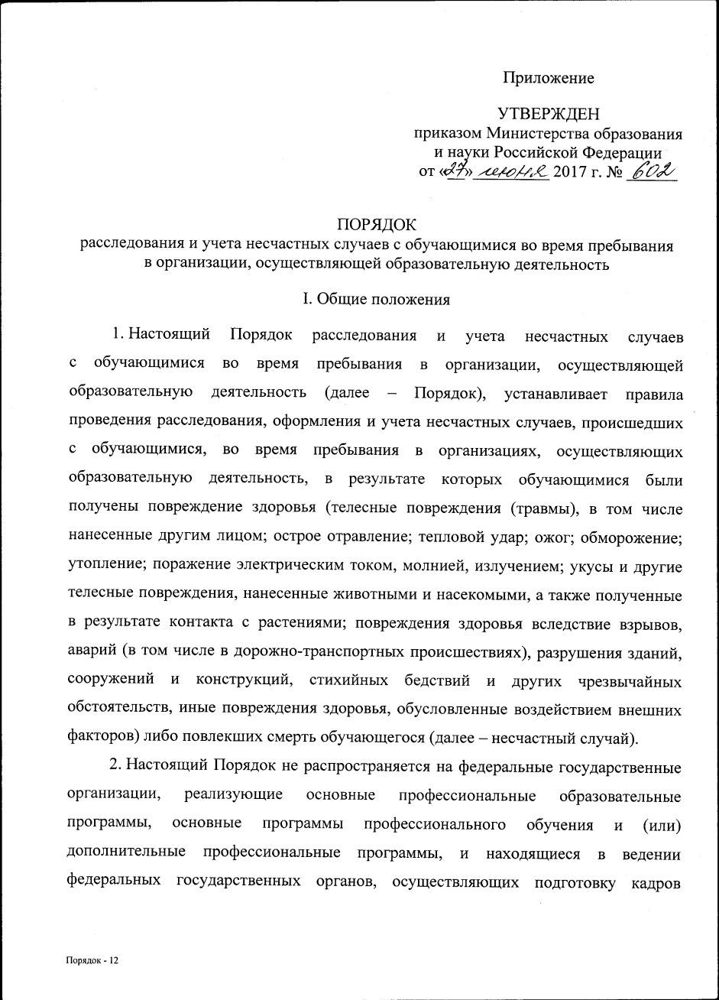 Приложение
УТВЕРЖДЕН
приказом Министерства образования
и науки Российской Федерации
от «27» июня 2017 г. № 602
ПОРЯДОК
расследования и учета несчастных случаев с обучающимися во время пребывания
в организации, осуществляющей образовательную деятельность
I. Общие положения
1. Настоящий Порядок расследования и учета несчастных случаев
с обучающимися во время пребывания в организации, осуществляющей
образовательную деятельность (далее – Порядок), устанавливает правила
проведения расследования, оформления и учета несчастных случаев, происшедших
с обучающимися, во время пребывания в организациях, осуществляющих
образовательную деятельность, в результате которых обучающимися были
получены повреждение здоровья (телесные повреждения (травмы), в том числе
нанесенные другим лицом; острое отравление; тепловой удар; ожог; обморожение;
утопление; поражение электрическим током, молнией, излучением; укусы и другие
телесные повреждения, нанесенные животными и насекомыми, а также полученные
в результате контакта с растениями; повреждения здоровья вследствие взрывов,
аварий (в том числе в дорожно-транспортных происшествиях), разрушения зданий,
сооружений и конструкций, стихийных бедствий и других чрезвычайных
обстоятельств, иные повреждения здоровья, обусловленные воздействием внешних
факторов) либо повлекших смерть обучающегося (далее – несчастный случай).
2. Настоящий Порядок не распространяется на федеральные государственные
организации, реализующие основные профессиональные образовательные
программы, основные программы профессионального обучения и (или)
дополнительные профессиональные программы, и находящиеся в ведении
федеральных государственных органов, осуществляющих подготовку кадров
Порядок - 12